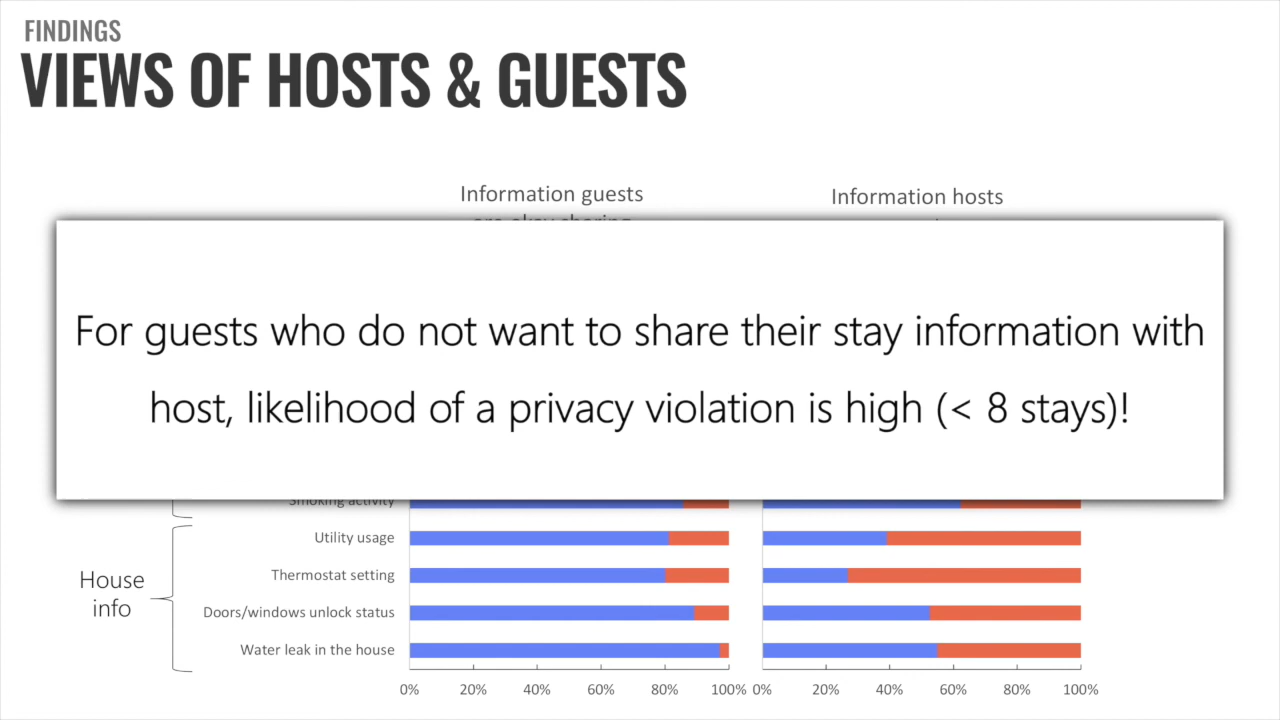 FINDINGS
VIEWS OF HOSTS & GUESTS
Information guests
are okay sharing
Information hosts
For guests who do not want to share their stay information with
host, likelihood of a privacy violation is high (< 8 stays)!
Smoking activity
Utility usage
Thermostat setting
Doors/windows unlock status
Water leak in the house
House
info
0% 20% 40% 60% 80% 100%
0% 20% 40% 60% 80% 100%